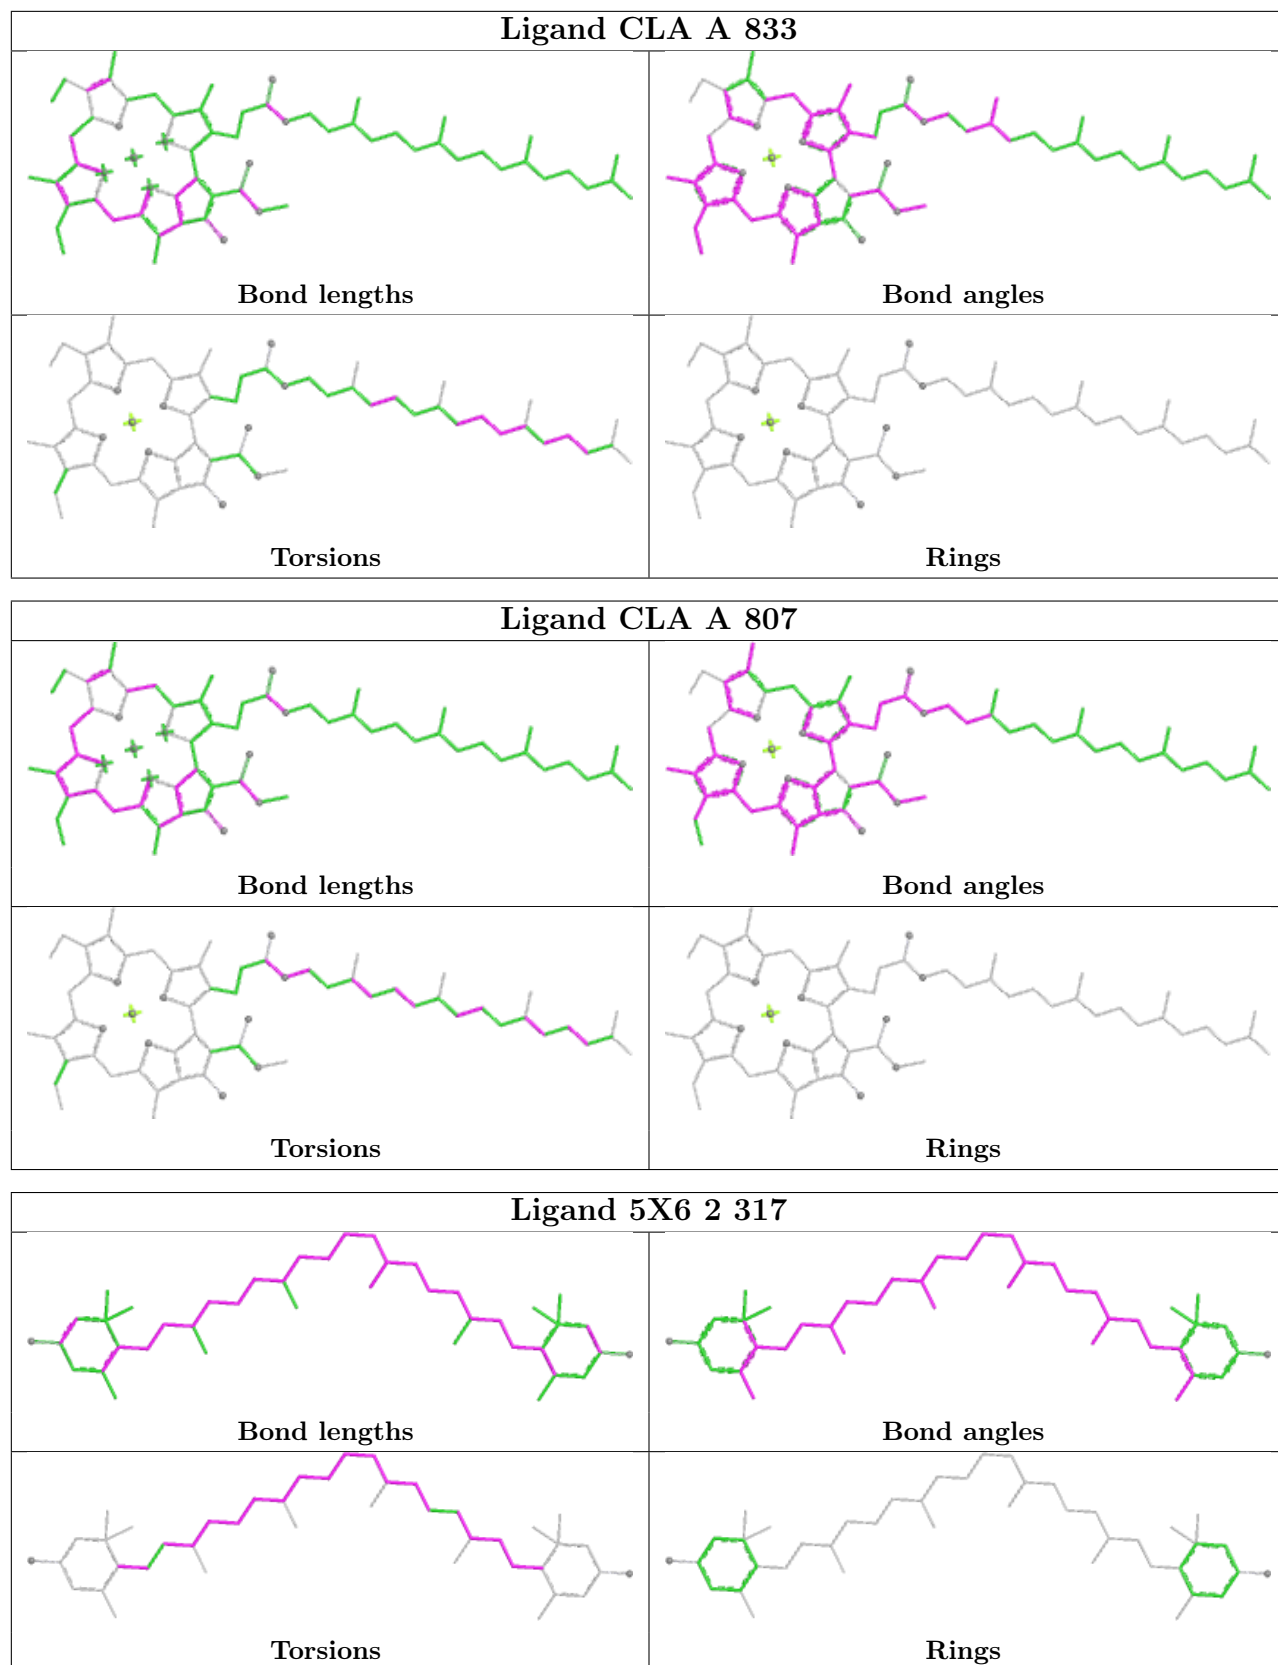 Ligand CLA A 833
Bond lengths
Bond angles
Torsions
Rings
Ligand CLA A 807
Bond lengths
Bond angles
Torsions
Rings
Ligand 5X6 2 317
Bond lengths
Bond angles
Torsions
Rings